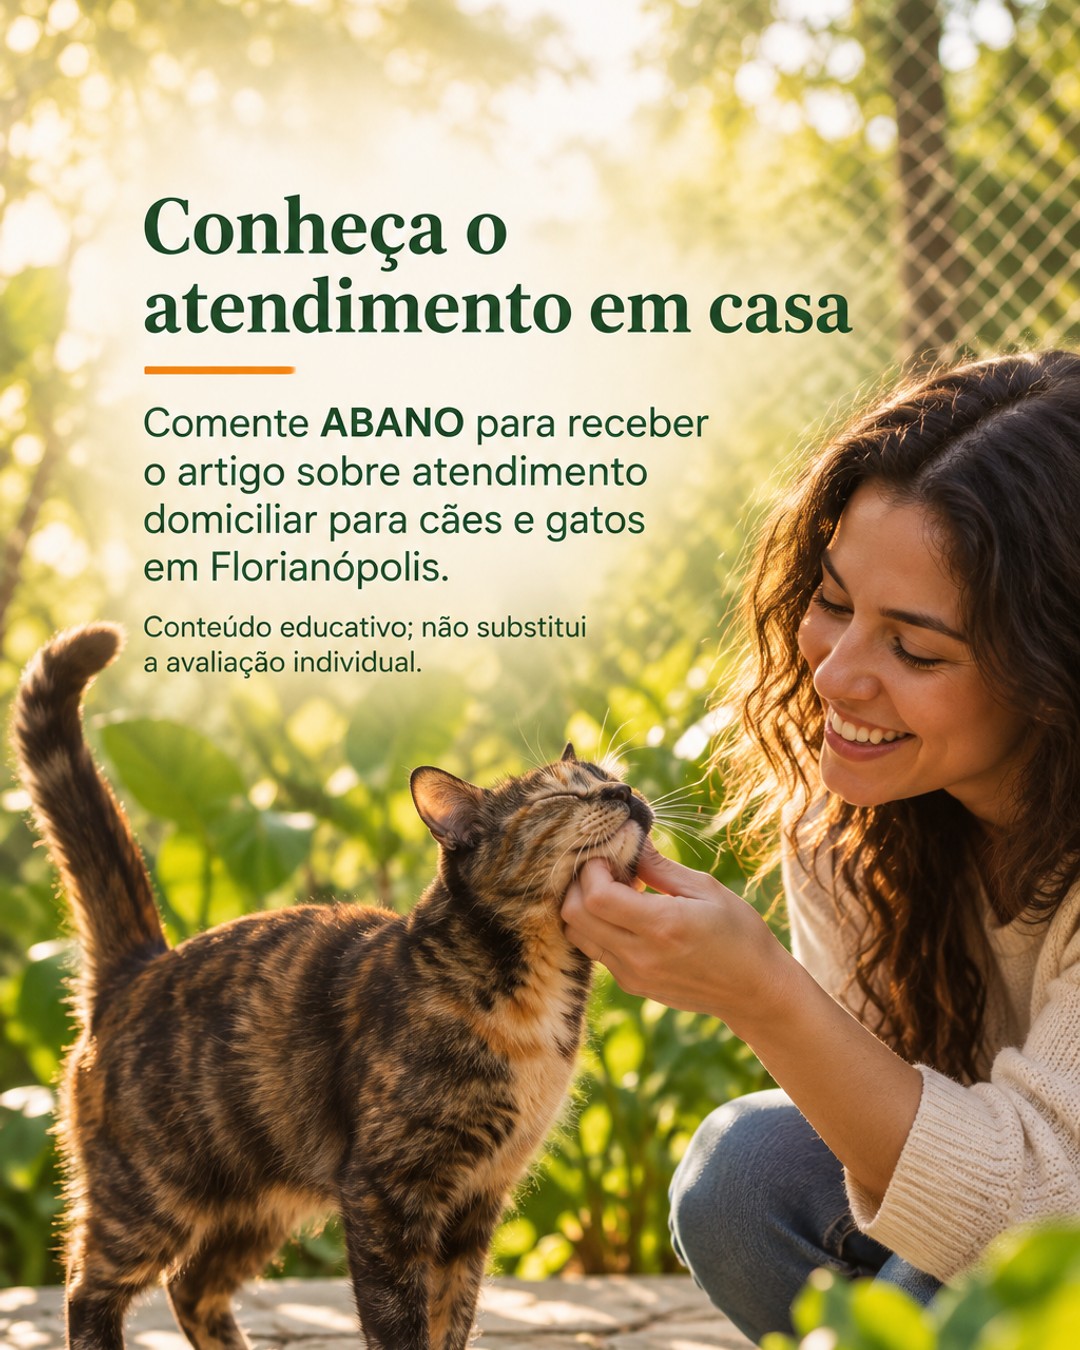 Conheça o
atendimento em casa
Comente ABANO para receber
o artigo sobre atendimento
domiciliar para cães e gatos
em Florianópolis.
Conteúdo educativo; não substitui
a avaliação individual.